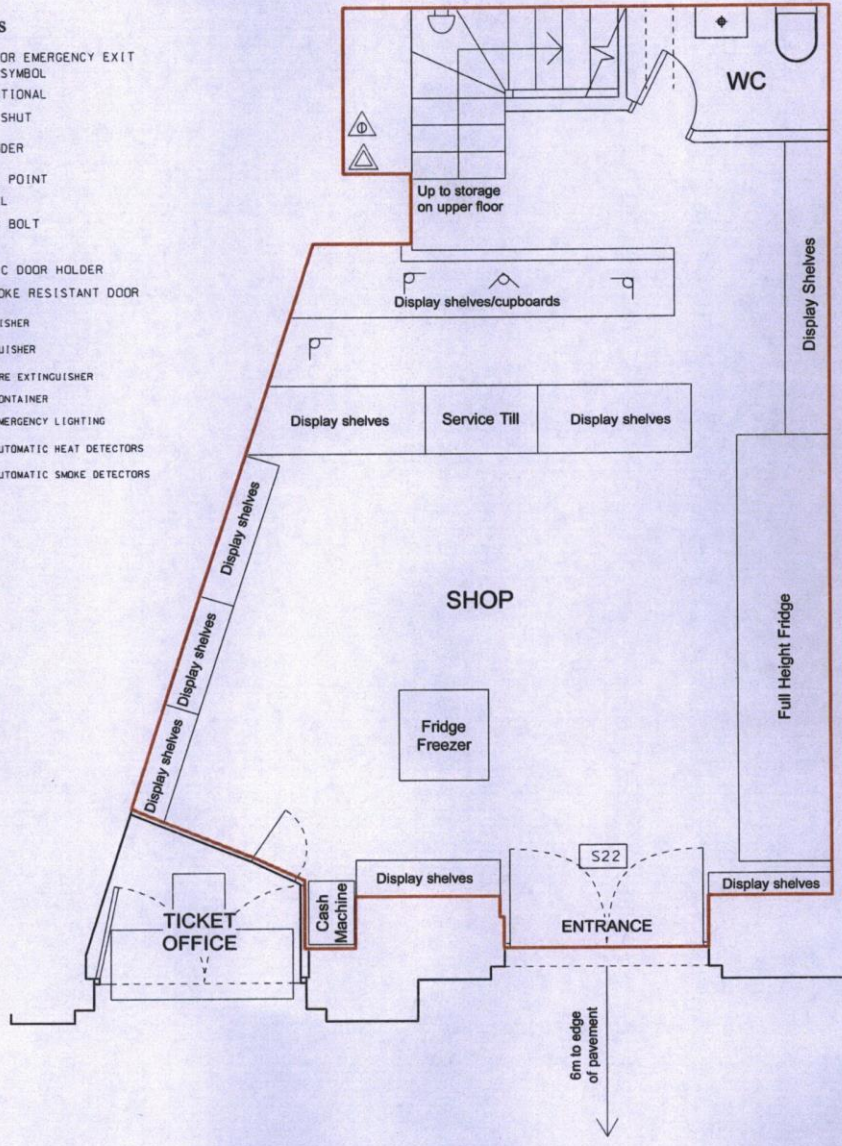 S
OR EMERGENCY EXIT
SYMBOL
TIONAL
SHUT
DER
POINT
L
BOLT
C DOOR HOLDER
OKE RESISTANT DOOR
ISHER
UISHER
RE EXTINGUISHER
ONTAINER
MERGENCY LIGHTING
UTOMATIC HEAT DETECTORS
UTOMATIC SMOKE DETECTORS
WC
Up to storage
on upper floor
Display shelves/cupboards
Display Shelves
Display shelves
Service Till
Display shelves
Display shelves
Display shelves
Display shelves
SHOP
Full Height Fridge
Fridge
Freezer
S22
Display shelves
Display shelves
Cash
Machine
TICKET
OFFICE
ENTRANCE
6m to edge
of pavement